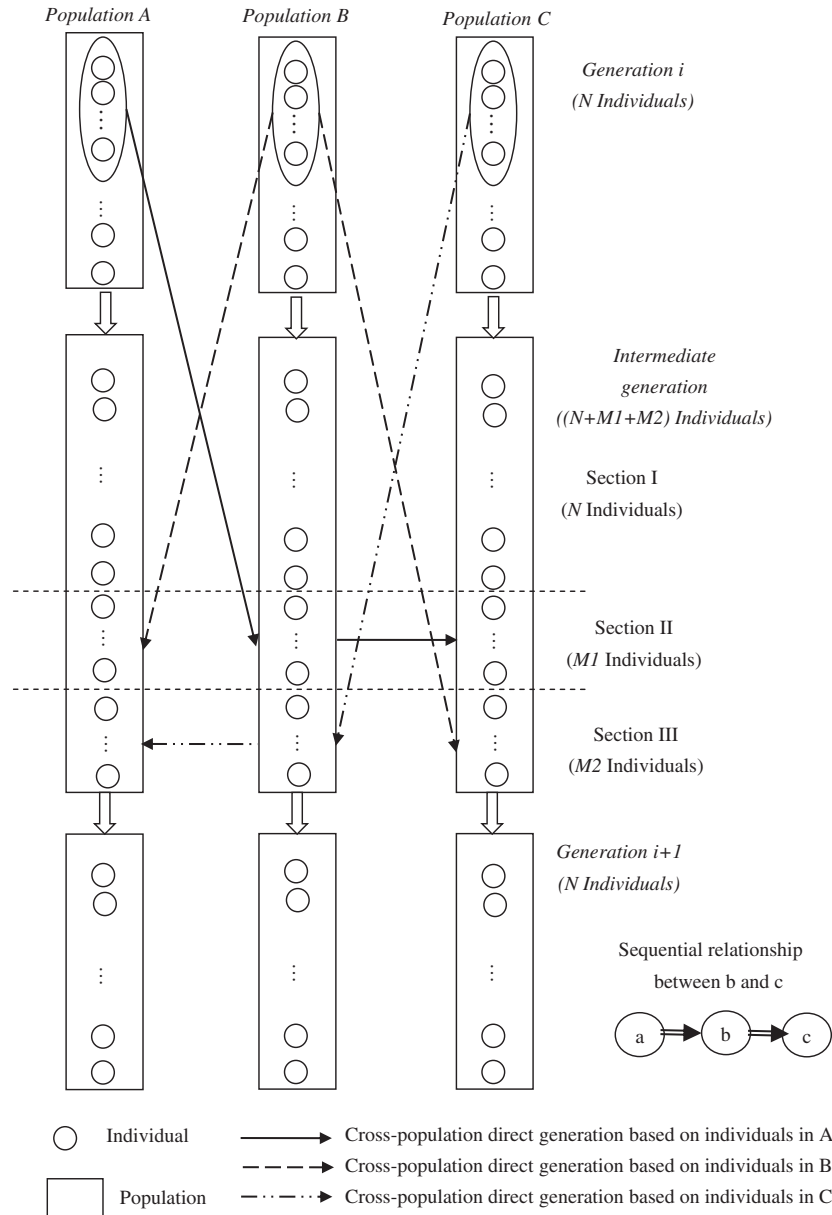 Population A
Population B
Population C
Generation i
(N Individuals)
Intermediate
generation
((N+M1+M2) Individuals)
Section I
(N Individuals)
Section II
(M1 Individuals)
Section III
(M2 Individuals)
Generation i+1
(N Individuals)
Sequential relationship
between b and c
a
b
c
Individual
Cross-population direct generation based on individuals in A
Cross-population direct generation based on individuals in B
Population
Cross-population direct generation based on individuals in C